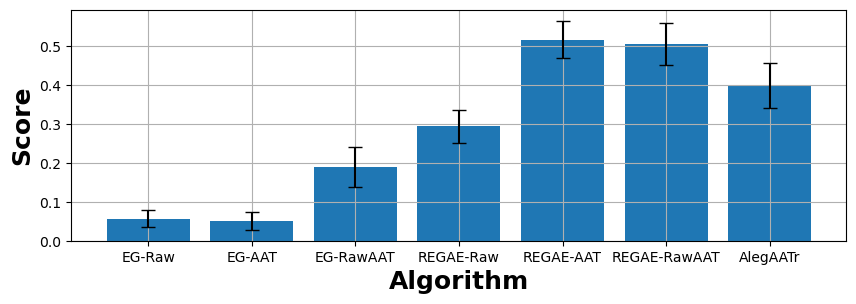 Score
0.5
0.4
0.3
0.2
0.1
0.0
EG-Raw EG-AAT EG-RawAAT REGAE-Raw REGAE-AAT REGAE-RawAAT AlegAATr
Algorithm